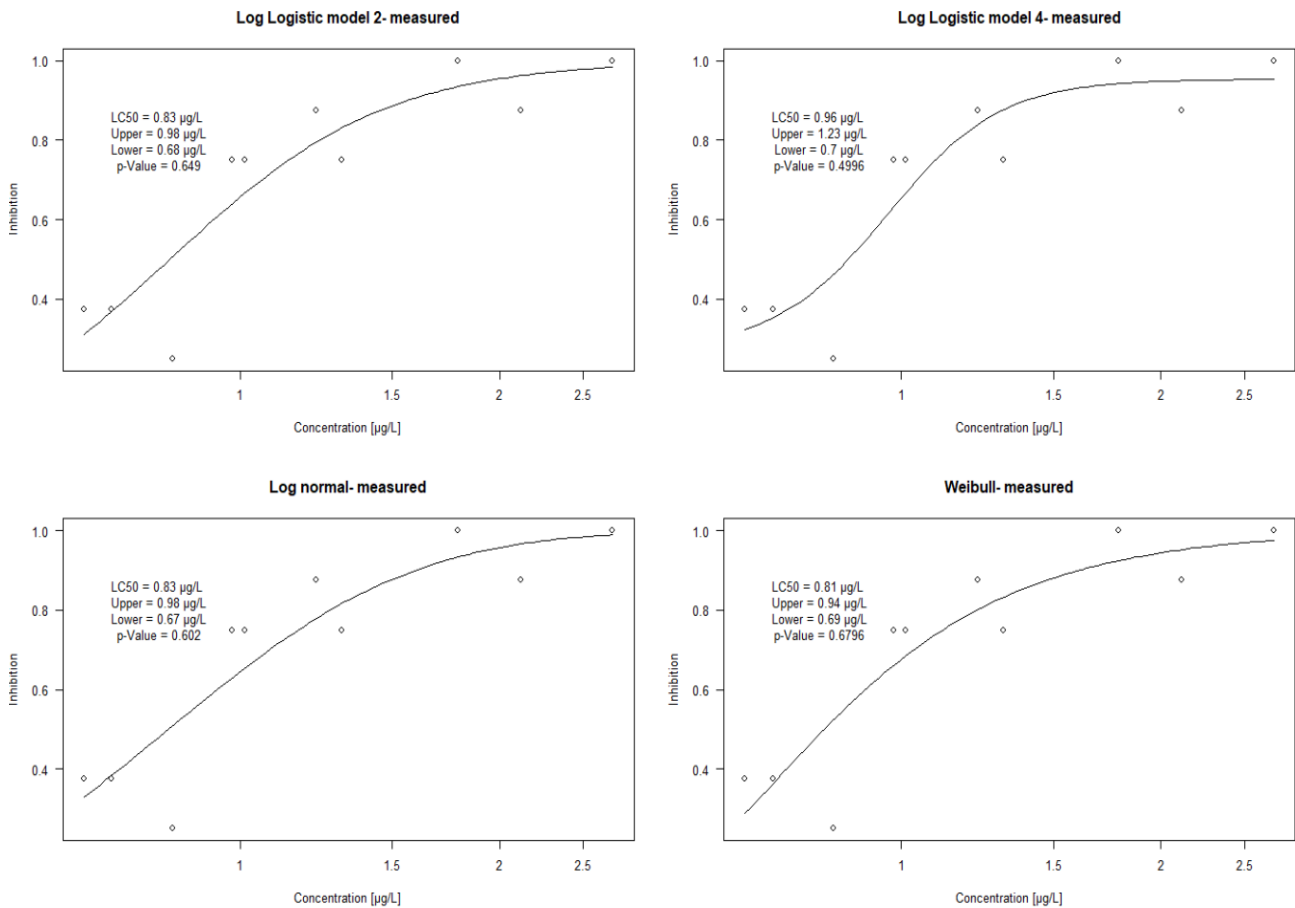 Log Logistic model 2- measured
1.0
0.8
0.6
0.4
Inhibition
LC50 = 0.83 µg/L
Upper = 0.98 µg/L
Lower = 0.68 µg/L
p-Value = 0.649
1 1.5 2 2.5
Concentration [µg/L]
Log Logistic model 4- measured
1.0
0.8
0.6
0.4
Inhibition
LC50 = 0.96 µg/L
Upper = 1.23 µg/L
Lower = 0.7 µg/L
p-Value = 0.4996
1 1.5 2 2.5
Concentration [µg/L]
Log normal- measured
1.0
0.8
0.6
0.4
Inhibition
LC50 = 0.83 µg/L
Upper = 0.98 µg/L
Lower = 0.67 µg/L
p-Value = 0.602
1 1.5 2 2.5
Concentration [µg/L]
Weibull- measured
1.0
0.8
0.6
0.4
Inhibition
LC50 = 0.81 µg/L
Upper = 0.94 µg/L
Lower = 0.69 µg/L
p-Value = 0.6796
1 1.5 2 2.5
Concentration [µg/L]